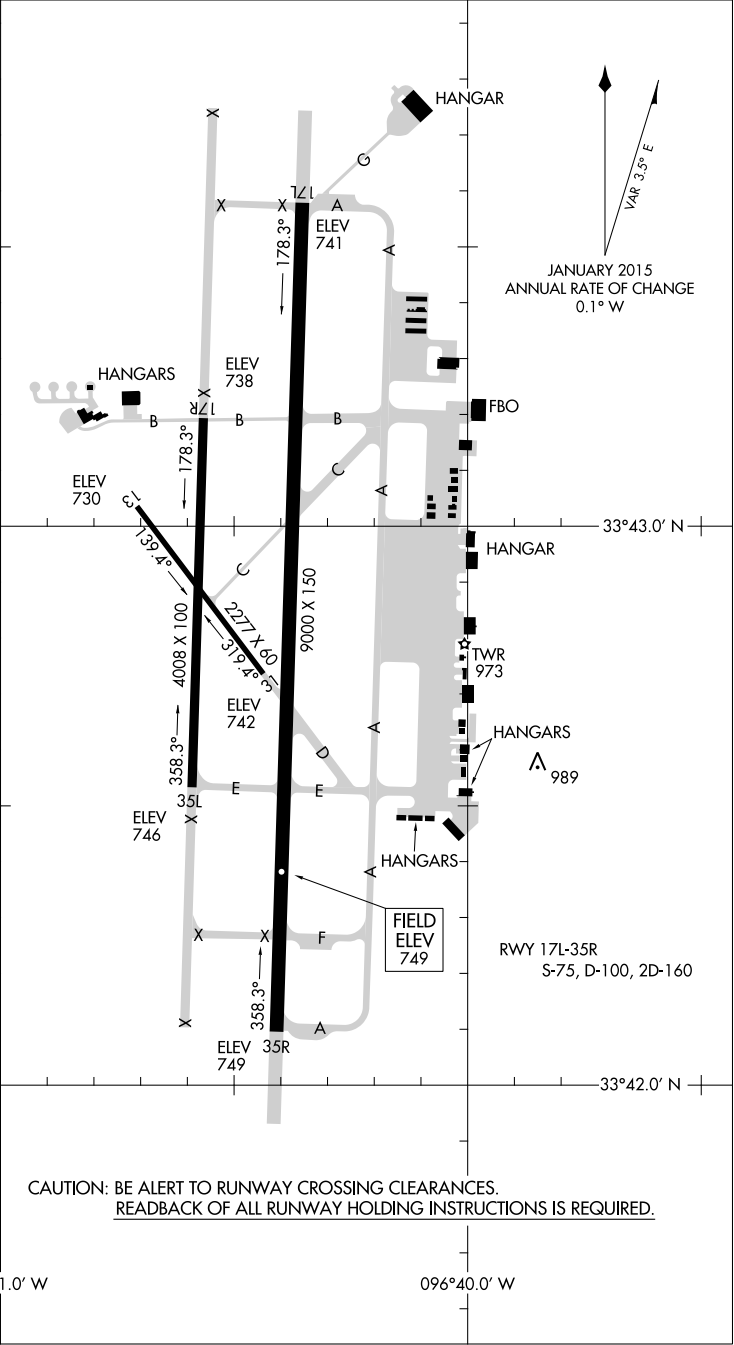 X
HANGAR
G
VAR 3.5° E
17L
X
X
A
ELEV
741
A
178.3°
JANUARY 2015
ANNUAL RATE OF CHANGE
0.1° W
ELEV
738
HANGARS
X
17R
B
B
B
FBO
178.3°
C
ELEV
730
13
A
33°43.0' N
139.4°
HANGAR
C
9000 X 150
4008 X 100
2277 X 60
319.4°
TWR
973
31
ELEV
742
358.3°
A
HANGARS
D
989
E
E
35L
ELEV
746
X
HANGARS
A
FIELD
ELEV
749
X
X
F
RWY 17L-35R
S-75, D-100, 2D-160
358.3°
X
A
ELEV
749
35R
33°42.0' N
CAUTION: BE ALERT TO RUNWAY CROSSING CLEARANCES.
READBACK OF ALL RUNWAY HOLDING INSTRUCTIONS IS REQUIRED.
1.0' W
096°40.0' W